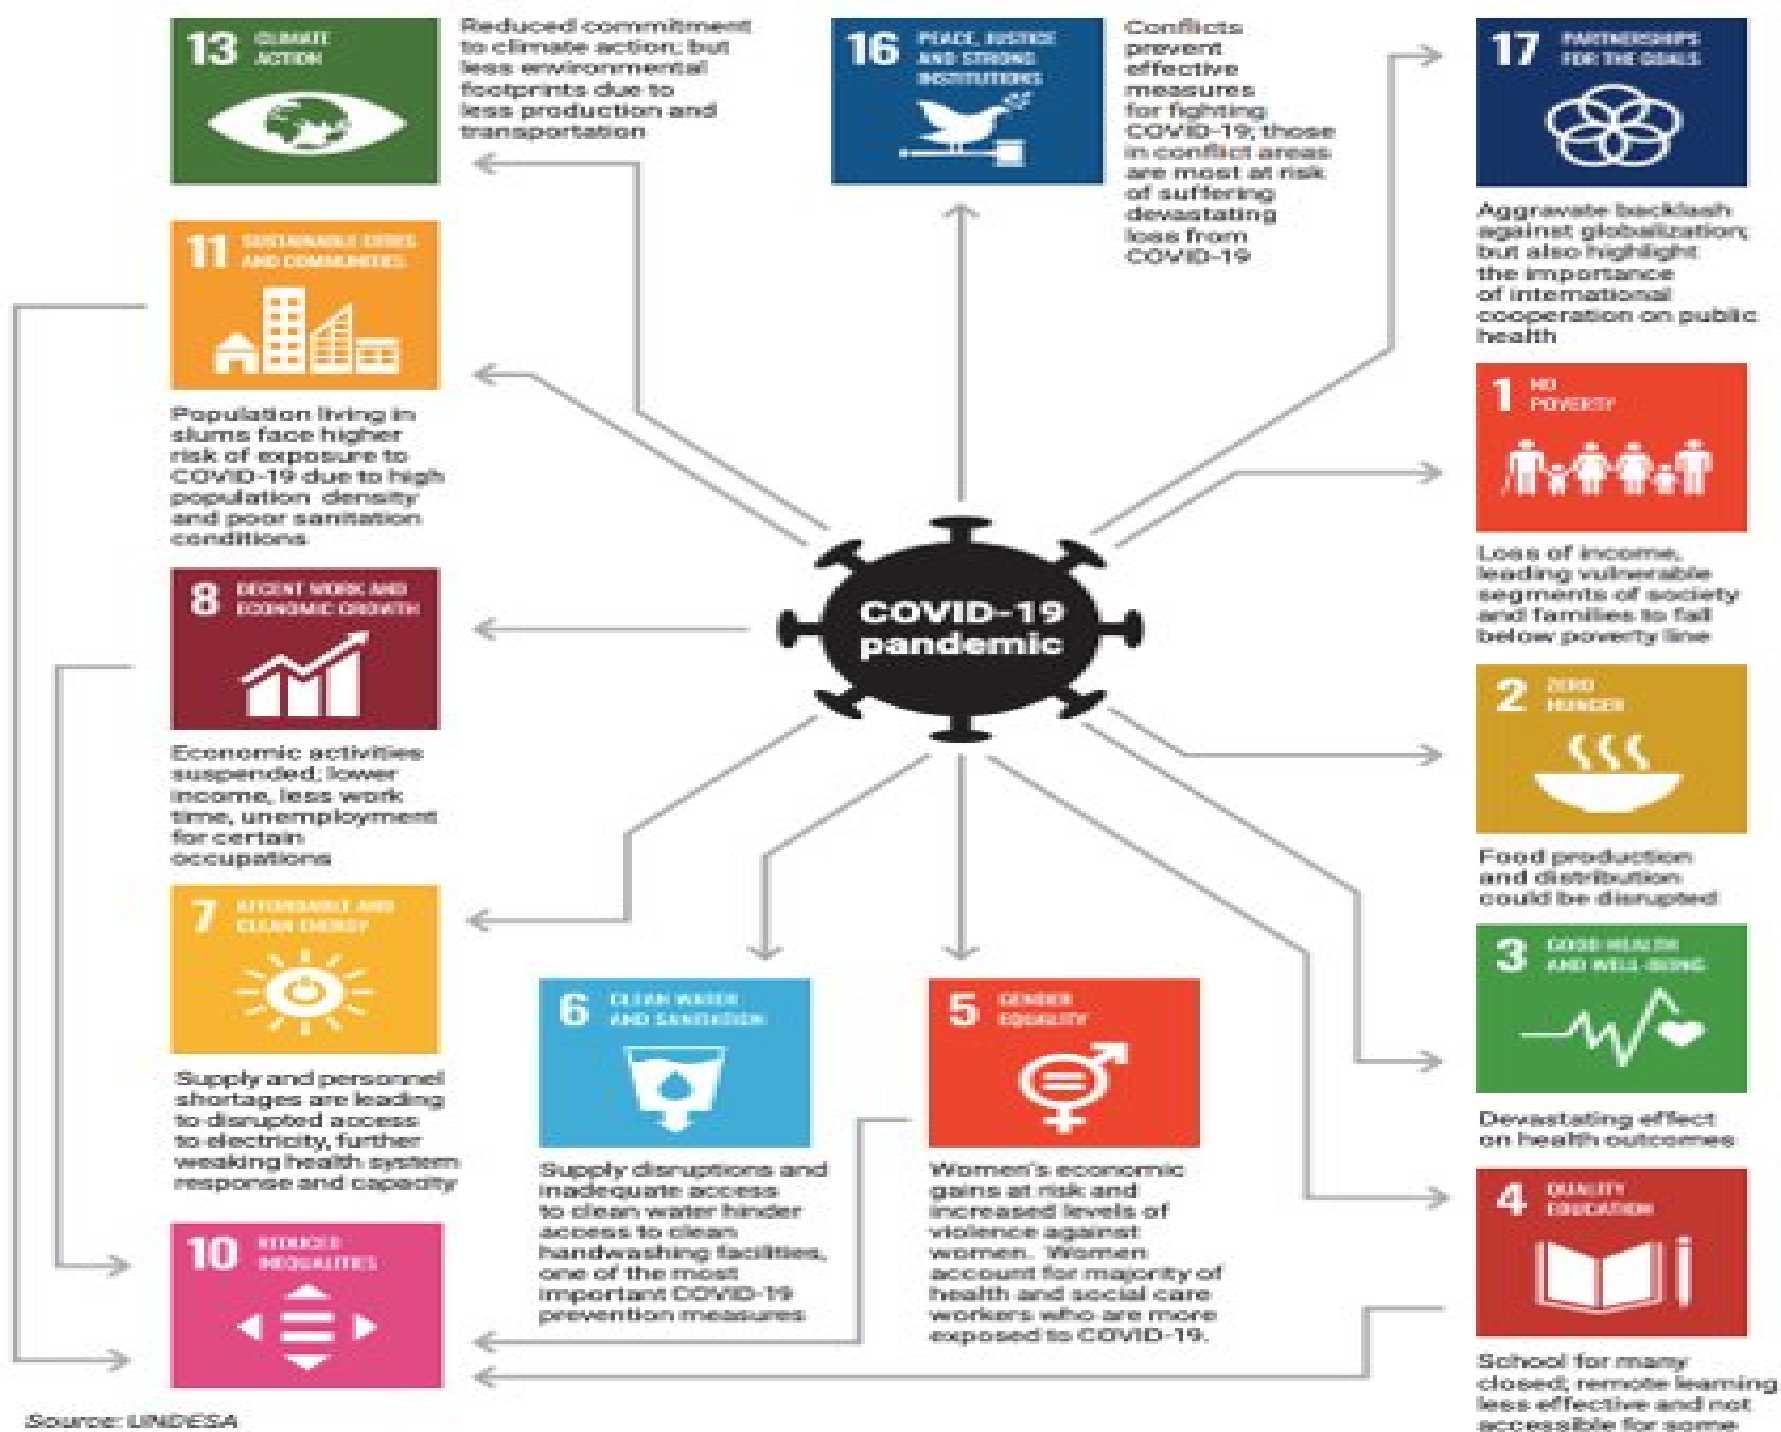 13 CLIMATE
ACTION
Reduced commitment
to climate action; but
less environmental
footprints due to
less production and
transportation
16 PEACE, JUSTICE
AND STRONG
INSTITUTIONS
Conflicts
prevent
effective
measures
for fighting
COVID-19; those
in conflict areas
are most at risk
of suffering
devastating
loss from
COVID-19
17 PARTNERSHIPS
FOR THE GOALS
Aggravate backlash
against globalization;
but also highlight
the importance
of international
cooperation on public
health
11 SUSTAINABLE CITIES
AND COMMUNITIES
Population living in
slums face higher
risk of exposure to
COVID-19 due to high
population density
and poor sanitation
conditions
1 NO
POVERTY
Loss of income,
leading vulnerable
segments of society
and families to fall
below poverty line
8 DECENT WORK AND
ECONOMIC GROWTH
Economic activities
suspended; lower
income, less work
time, unemployment
for certain
occupations
COVID-19
pandemic
2 ZERO
HUNGER
Food production
and distribution
could be disrupted
7 AFFORDABLE AND
CLEAN ENERGY
Supply and personnel
shortages are leading
to disrupted access
to electricity, further
weaking health system
response and capacity
6 CLEAN WATER
AND SANITATION
Supply disruptions and
inadequate access
to clean water hinder
access to clean
handwashing facilities,
one of the most
important COVID-19
prevention measures
5 GENDER
EQUALITY
Women's economic
gains at risk and
increased levels of
violence against
women. Women
account for majority of
health and social care
workers who are more
exposed to COVID-19.
3 GOOD HEALTH
AND WELL-BEING
Devastating effect
on health outcomes
4 QUALITY
EDUCATION
School for many
closed; remote learning
less effective and not
accessible for some
10 REDUCED
INEQUALITIES
Source: UNDESA